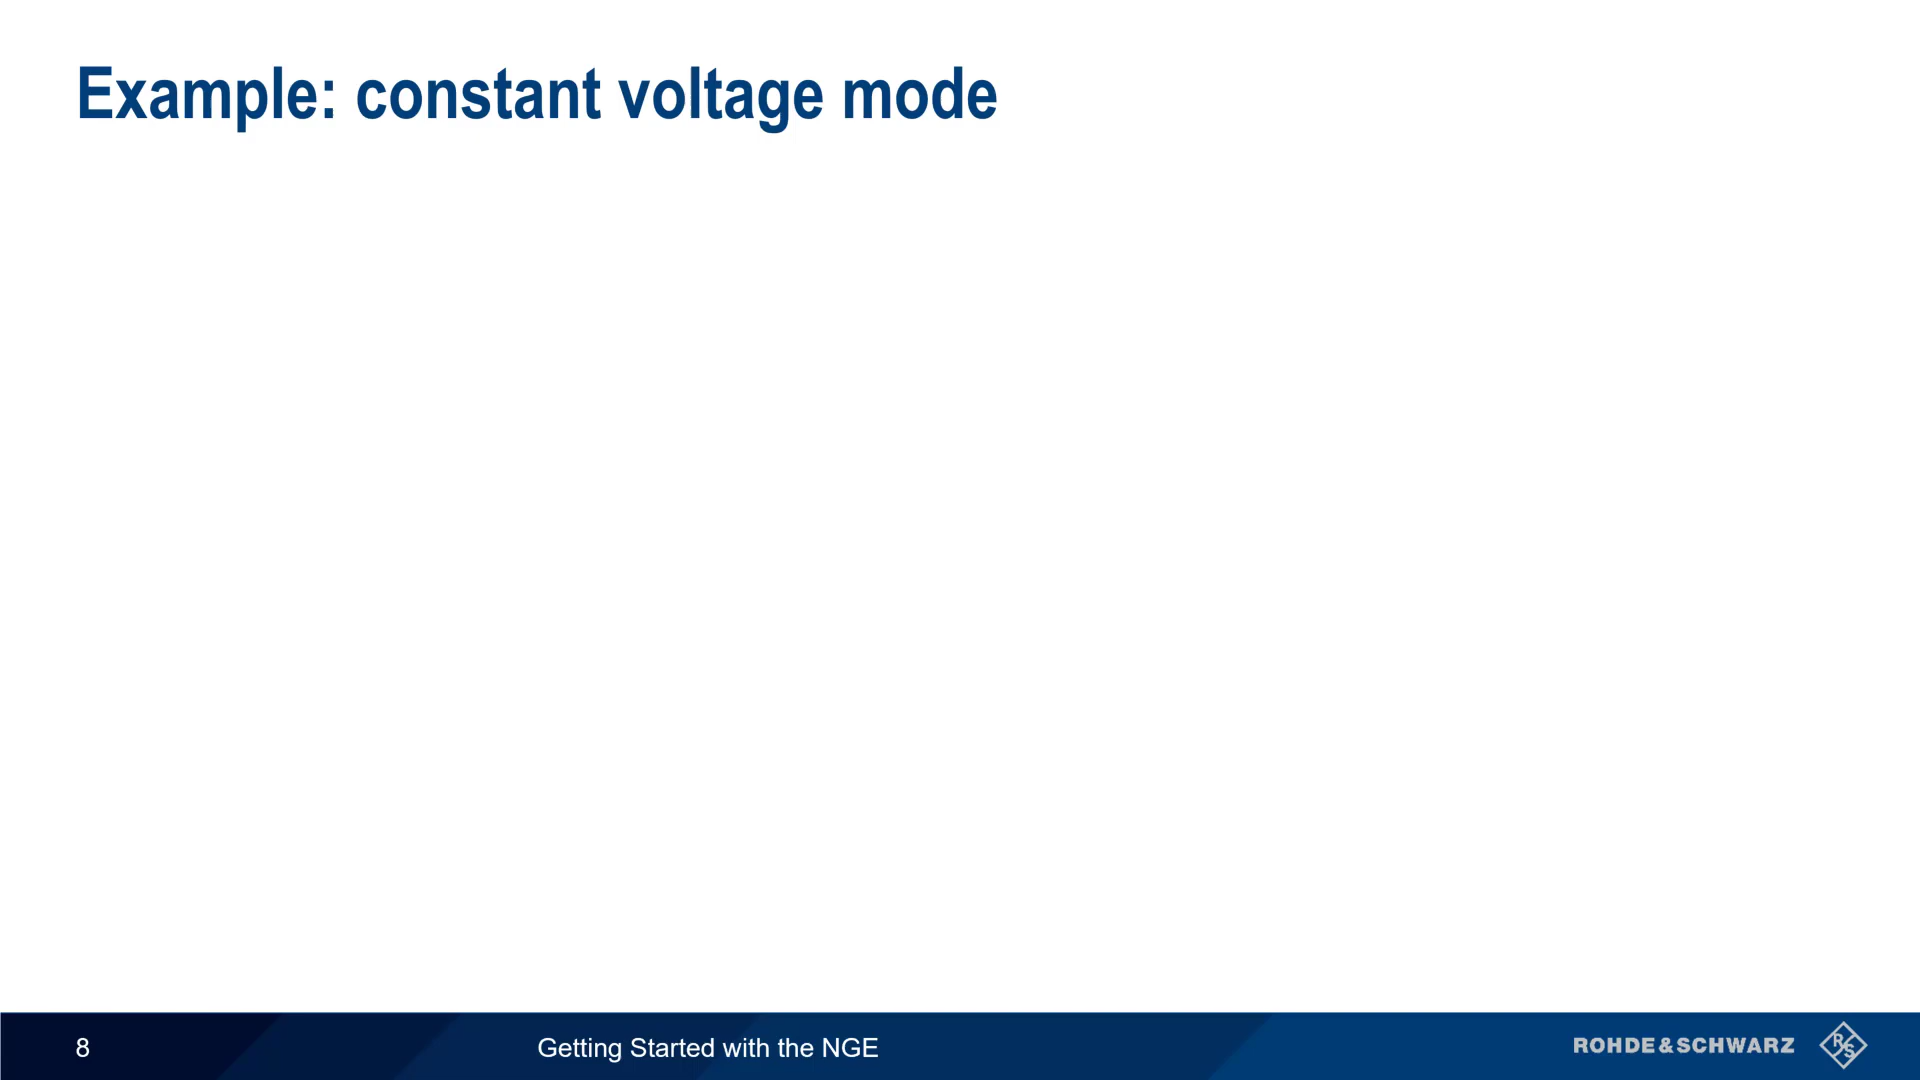 Example: constant voltage mode
8
Getting Started with the NGE
ROHDE&SCHWARZ
R
S